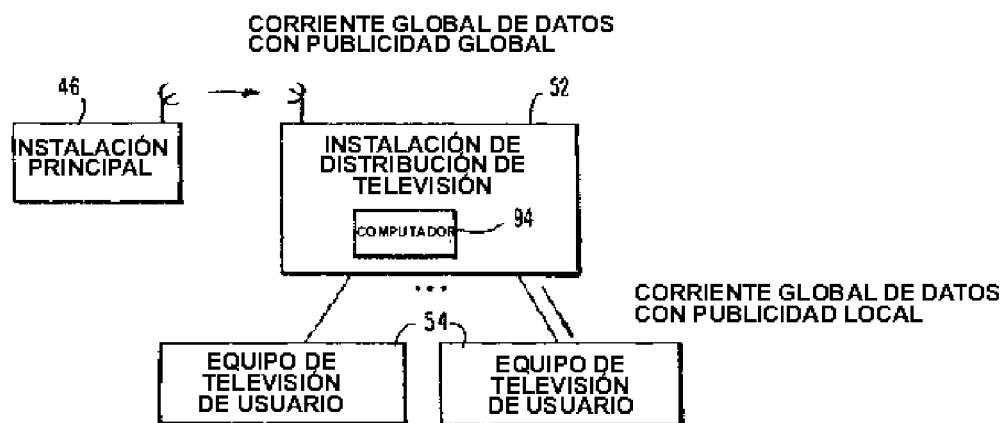 CORRIENTE GLOBAL DE DATOS
CON PUBLICIDAD GLOBAL
46
52
INSTALACIÓN
PRINCIPAL
INSTALACIÓN DE
DISTRIBUCIÓN DE
TELEVISIÓN
COMPUTADOR
94
...
CORRIENTE GLOBAL DE DATOS
CON PUBLICIDAD LOCAL
54
EQUIPO DE
TELEVISIÓN
DE USUARIO
EQUIPO DE
TELEVISIÓN
DE USUARIO